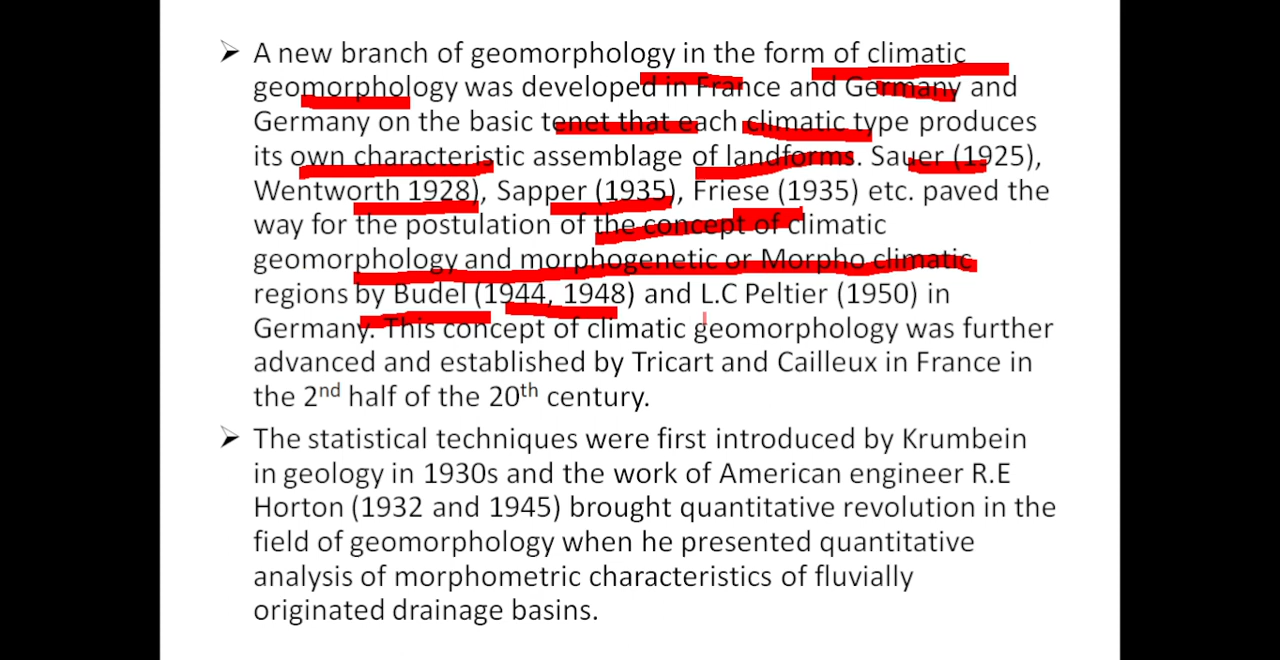 ➢ A new branch of geomorphology in the form of climatic
geomorphology was developed in France and Germany and
Germany on the basic tenet that each climatic type produces
its own characteristic assemblage of landforms. Sauer (1925),
Wentworth 1928), Sapper (1935), Friese (1935) etc. paved the
way for the postulation of the concept of climatic
geomorphology and morphogenetic or Morpho climatic
regions by Budel (1944, 1948) and L.C Peltier (1950) in
Germany. This concept of climatic geomorphology was further
advanced and established by Tricart and Cailleux in France in
the 2nd half of the 20th century.
➢ The statistical techniques were first introduced by Krumbein
in geology in 1930s and the work of American engineer R.E
Horton (1932 and 1945) brought quantitative revolution in the
field of geomorphology when he presented quantitative
analysis of morphometric characteristics of fluvially
originated drainage basins.